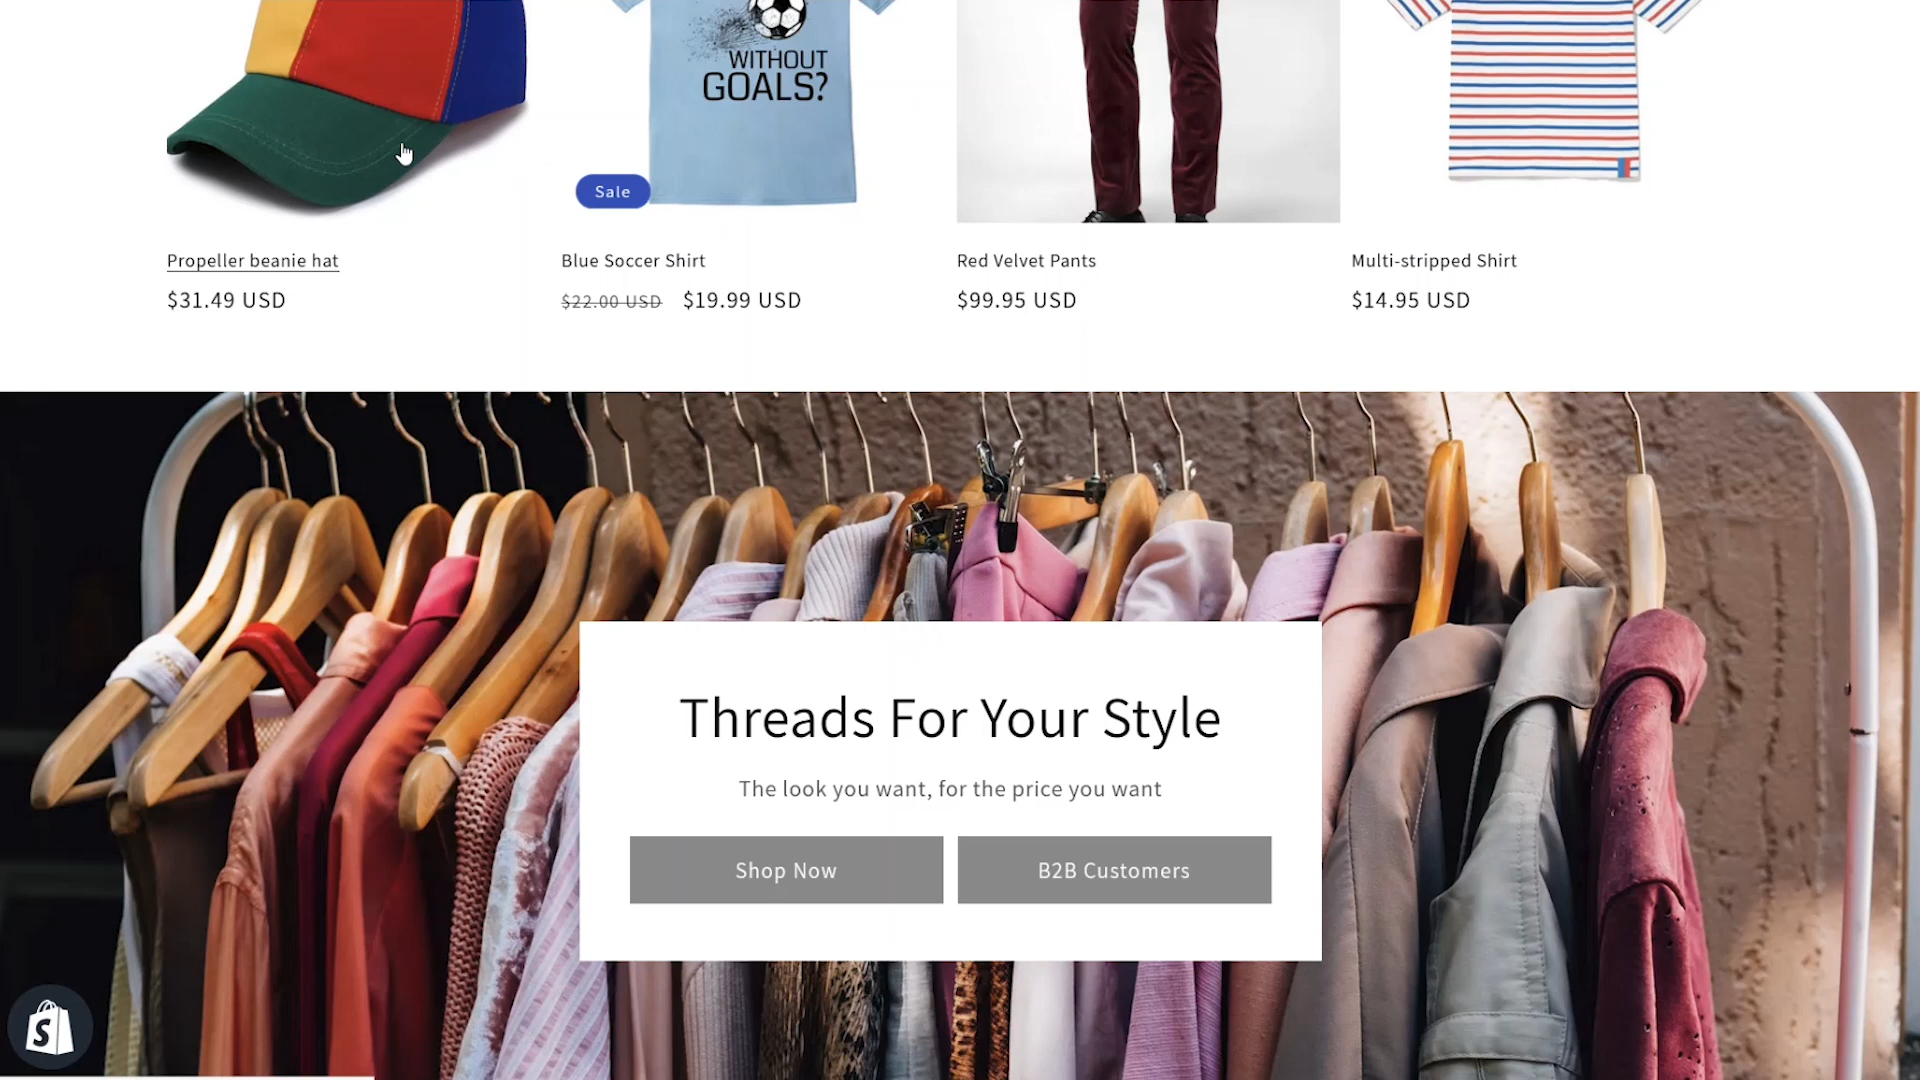 WITHOUT
GOALS?
Sale
Propeller beanie hat
Blue Soccer Shirt
Red Velvet Pants
Multi-stripped Shirt
$31.49 USD
$22.00 USD $19.99 USD
$99.95 USD
$14.95 USD
Threads For Your Style
The look you want, for the price you want
Shop Now
B2B Customers
S